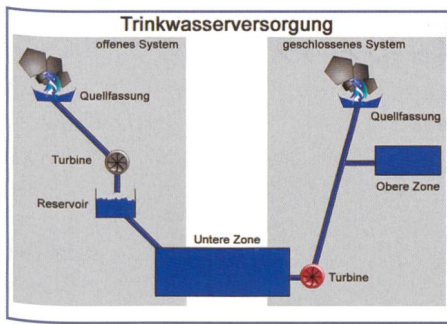 Trinkwasserversorgung
offenes System
geschlossenes System
Quellfassung
Quellfassung
Turbine
Obere Zone
Reservoir
Untere Zone
Turbine